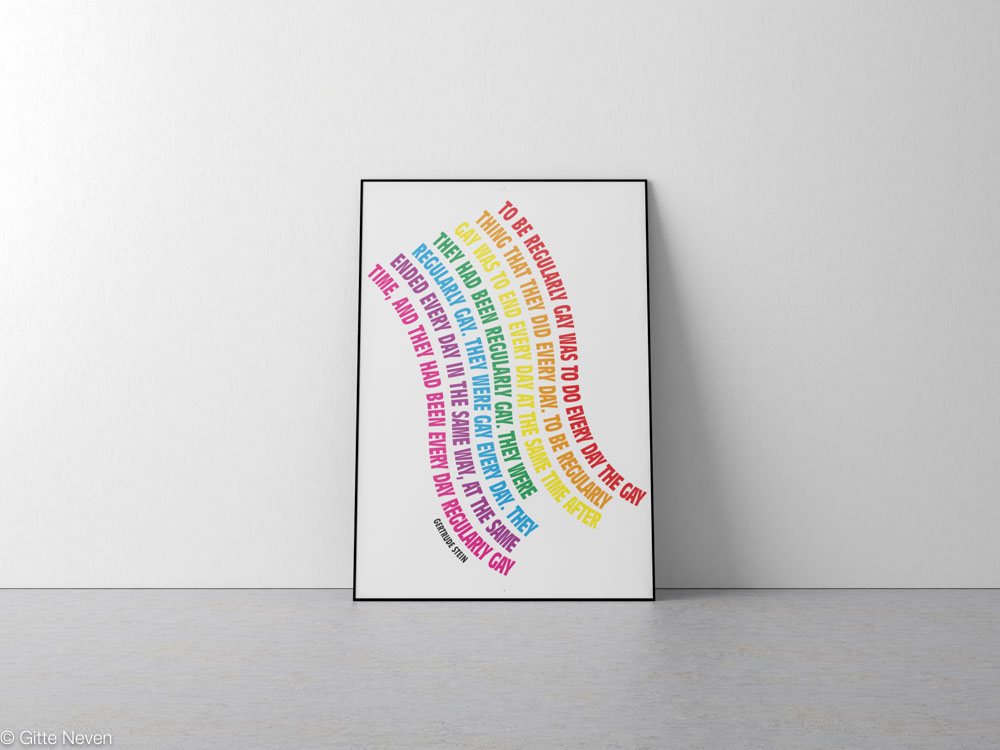 TO BE REGULARLY GAY WAS TO DO EVERY DAY THE GAY
THING THAT THEY DID EVERY DAY. TO BE REGULARLY
GAY WAS TO END EVERY DAY AT THE SAME TIME AFTER
THEY HAD BEEN REGULARLY GAY. THEY WERE
REGULARLY GAY. THEY WERE GAY EVERY DAY. THEY
ENDED EVERY DAY IN THE SAME WAY, AT THE SAME
TIME, AND THEY HAD BEEN EVERY DAY REGULARLY GAY
GERTRUDE STEIN
© Gitte Neven